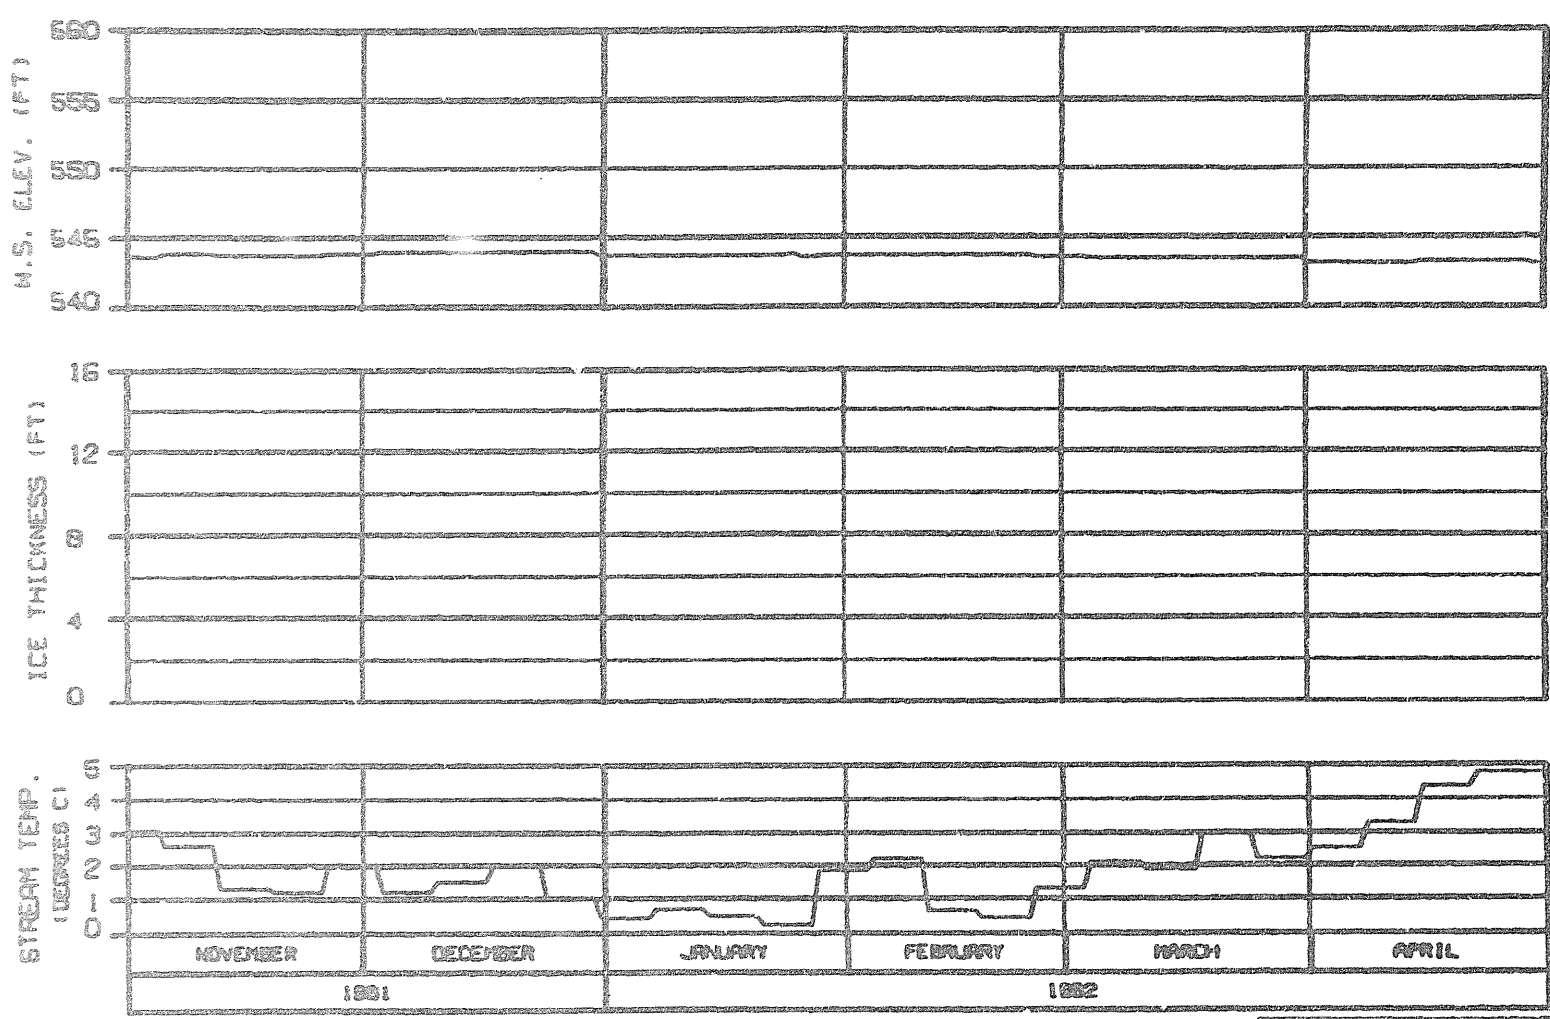 W.S. ELEV. (FT)
560
555
550
545
540
ICE THICKNESS (FT)
16
12
8
4
0
STREAM TEMP.
(DEGREES C)
5
4
3
2
1
0
NOVEMBER
DECEMBER
JANUARY
FEBRUARY
MARCH
APRIL
1981
1982